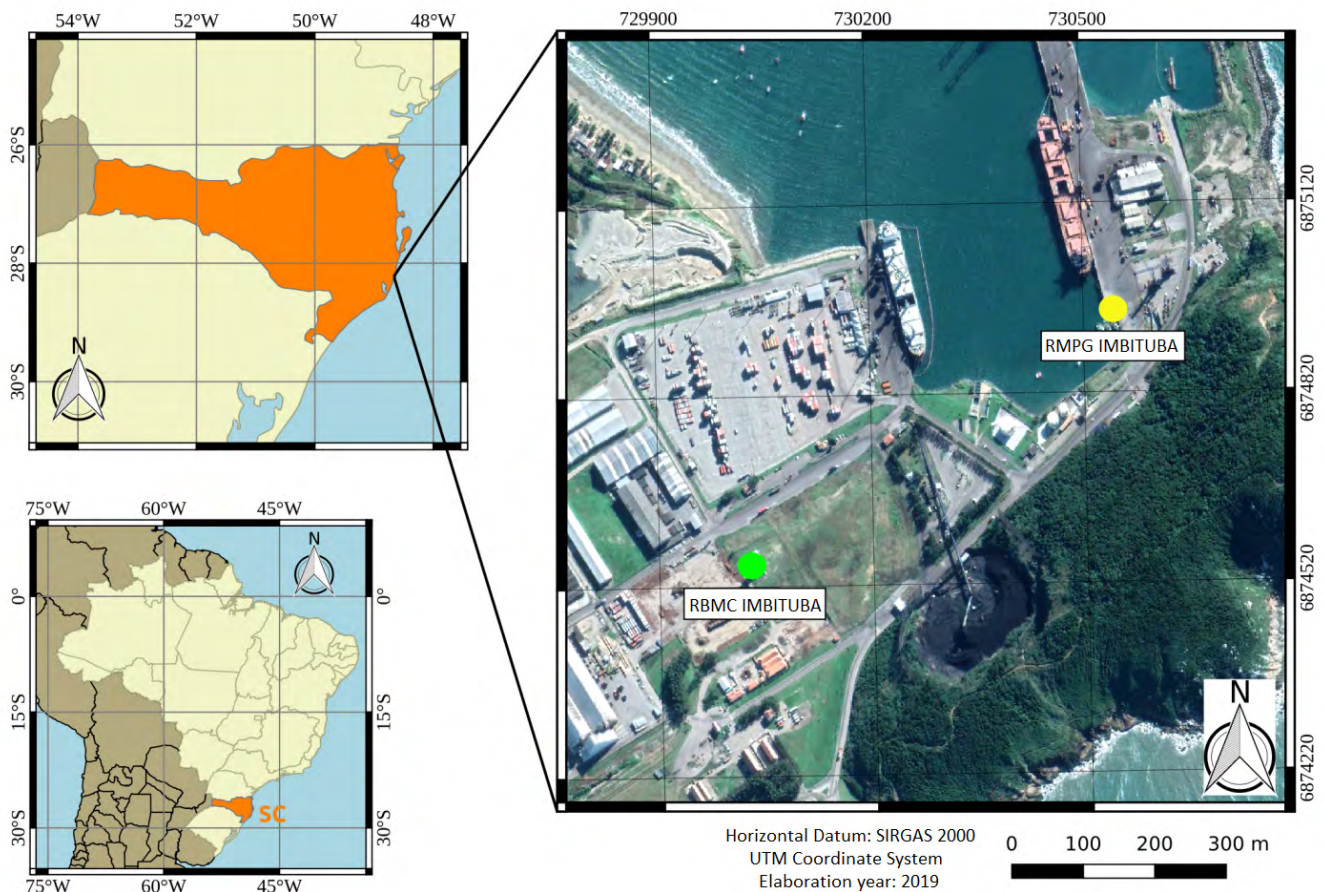 54°W 52°W 50°W 48°W
26°S
28°S
30°S
N
75°W 60°W 45°W
0°
15°S
30°S
N
0°
15°S
30°S
SC
75°W 60°W 45°W
729900 730200 730500
6875120
6874820
6874520
6874220
RMPG IMBITUBA
RBMC IMBITUBA
N
Horizontal Datum: SIRGAS 2000
UTM Coordinate System
Elaboration year: 2019
0 100 200 300 m